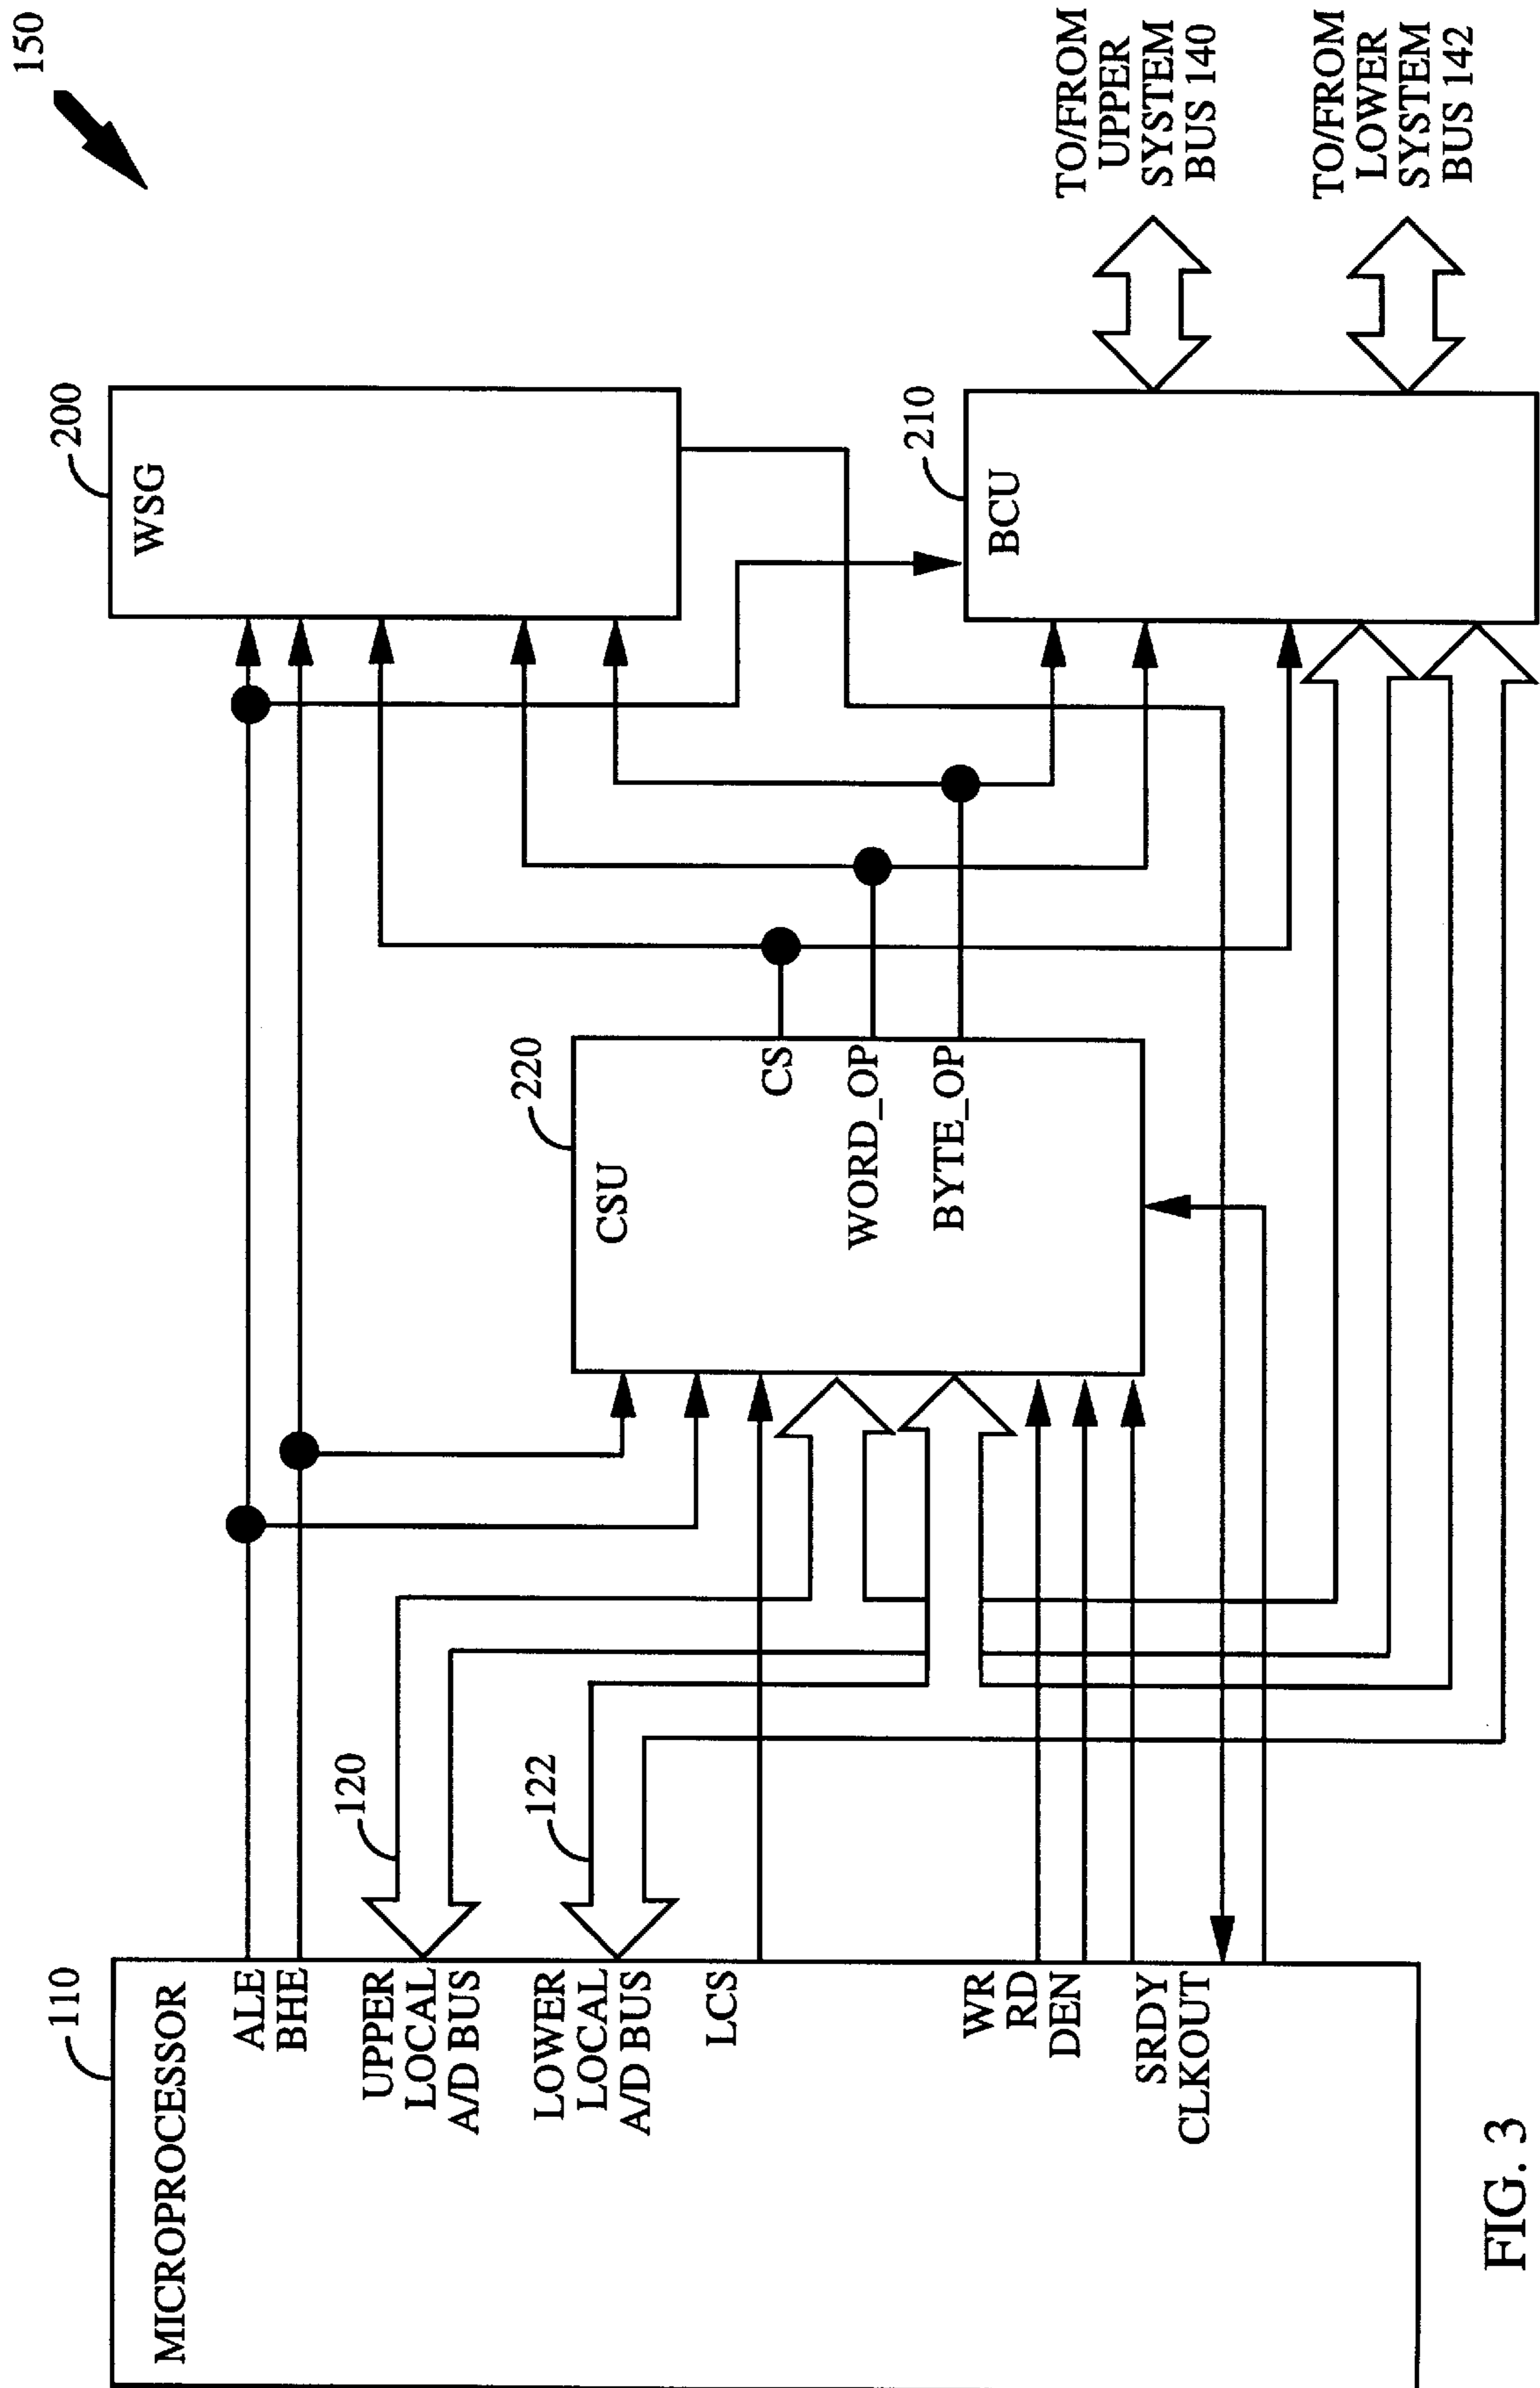 150
110
MICROPROCESSOR
ALE
BHE
UPPER
LOCAL
A/D BUS
120
LOWER
LOCAL
A/D BUS
122
LCS
WR
RD
DEN
SRDY
CLKOUT
220
CSU
CS
WORD_OP
BYTE_OP
200
WSG
210
BCU
TO/FROM
UPPER
SYSTEM
BUS 140
TO/FROM
LOWER
SYSTEM
BUS 142
FIG. 3